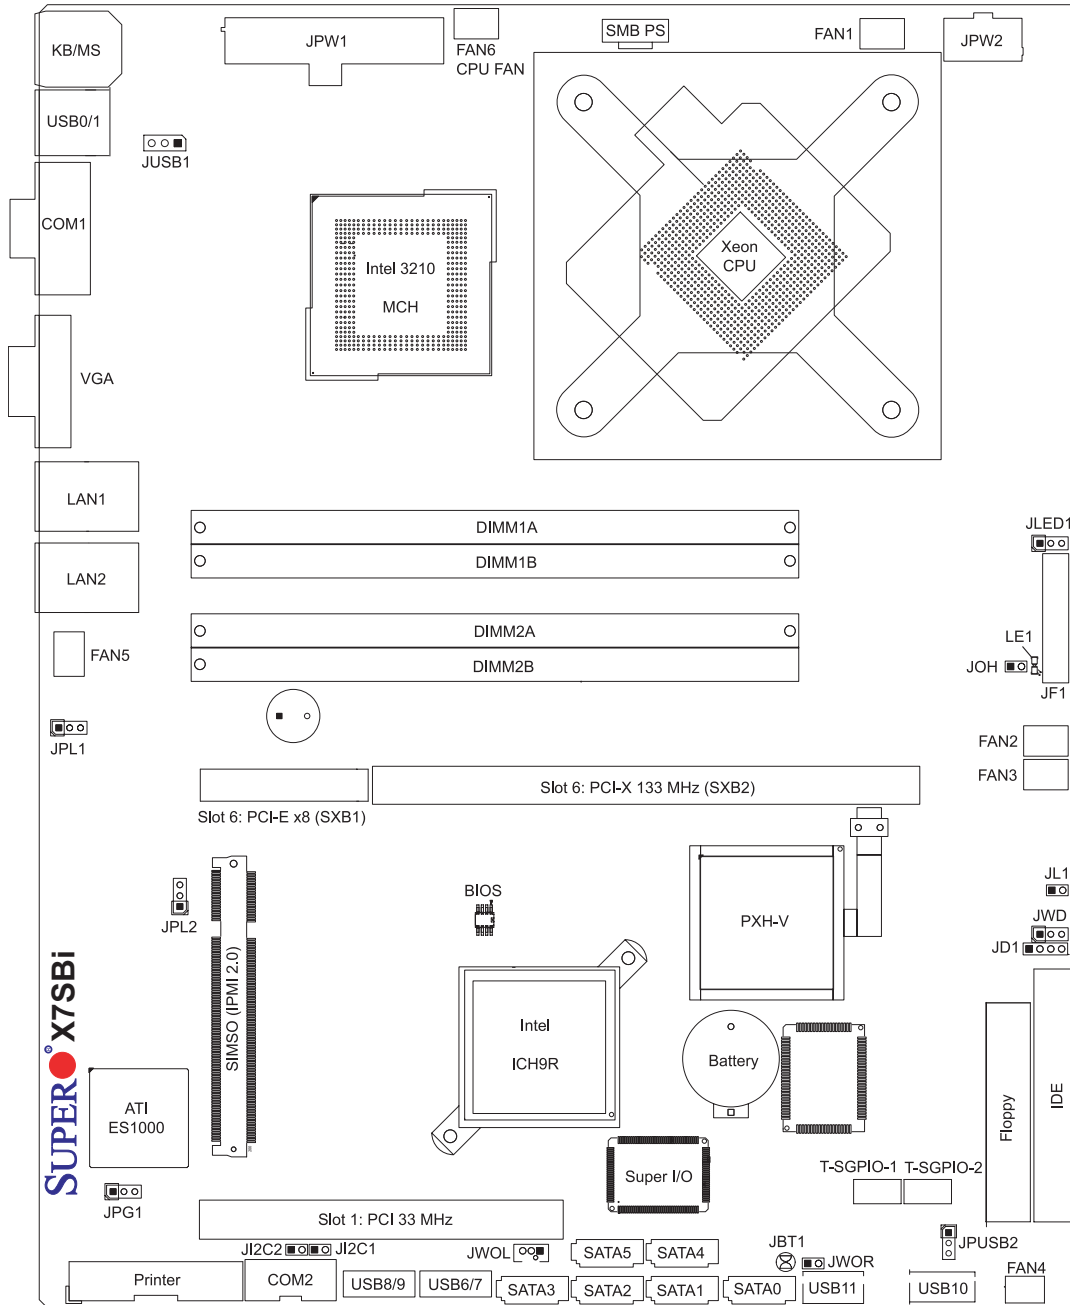 KB/MS
JPW1
FAN6
CPU FAN
SMB PS
FAN1
JPW2
USB0/1
JUSB1
COM1
Intel 3210
MCH
Xeon
CPU
VGA
LAN1
DIMM1A
JLED1
DIMM1B
LAN2
DIMM2A
LE1
FAN5
DIMM2B
JOH
JF1
JPL1
FAN2
FAN3
Slot 6: PCI-X 133 MHz (SXB2)
Slot 6: PCI-E x8 (SXB1)
JL1
BIOS
JPL2
PXH-V
JWD
JD1
SIMSO (IPMI 2.0)
SUPER® X7SBi
Intel
ICH9R
Battery
ATI
ES1000
Floppy
IDE
Super I/O
T-SGPIO-1
T-SGPIO-2
JPG1
Slot 1: PCI 33 MHz
JI2C2
JI2C1
JWOL
SATA5
SATA4
JBT1
JWOR
JPUSB2
FAN4
Printer
COM2
USB8/9
USB6/7
SATA3
SATA2
SATA1
SATA0
USB11
USB10